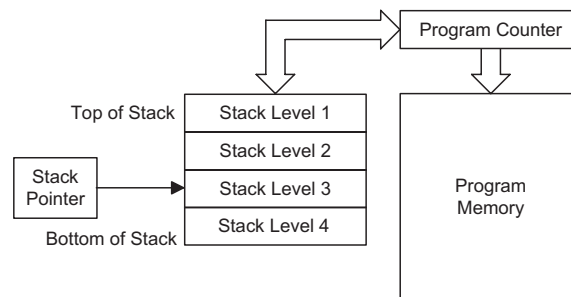 Program Counter
Top of Stack
Stack Level 1
Stack Level 2
Stack
Pointer
Stack Level 3
Program
Memory
Bottom of Stack
Stack Level 4